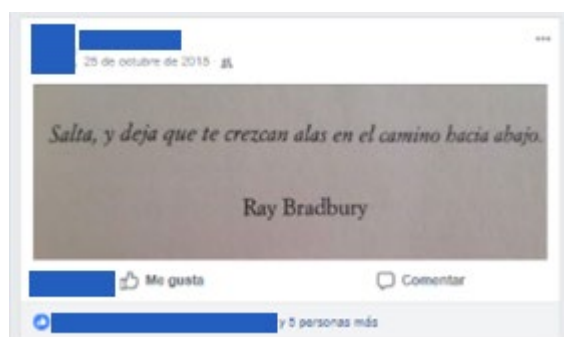 25 de octubre de 2015
Salta, y deja que te crezcan alas en el camino hacia abajo.
Ray Bradbury
Me gusta
Comentar
y 5 personas más